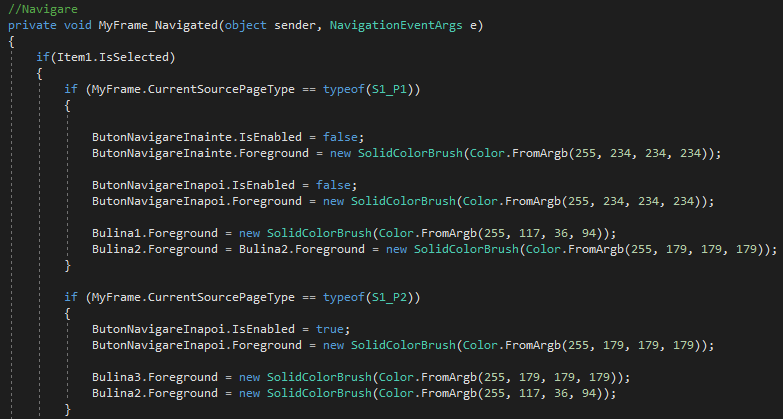 //Navigare
private void MyFrame_Navigated(object sender, NavigationEventArgs e)
{
if(Item1.IsSelected)
{
if (MyFrame.CurrentSourcePageType == typeof(S1_P1))
{
ButonNavigareInainte.IsEnabled = false;
ButonNavigareInainte.Foreground = new SolidColorBrush(Color.FromArgb(255, 234, 234, 234));
ButonNavigareInapoi.IsEnabled = false;
ButonNavigareInapoi.Foreground = new SolidColorBrush(Color.FromArgb(255, 234, 234, 234));
Bulina1.Foreground = new SolidColorBrush(Color.FromArgb(255, 117, 36, 94));
Bulina2.Foreground = Bulina2.Foreground = new SolidColorBrush(Color.FromArgb(255, 179, 179, 179));
}
if (MyFrame.CurrentSourcePageType == typeof(S1_P2))
{
ButonNavigareInapoi.IsEnabled = true;
ButonNavigareInapoi.Foreground = new SolidColorBrush(Color.FromArgb(255, 179, 179, 179));
Bulina3.Foreground = new SolidColorBrush(Color.FromArgb(255, 179, 179, 179));
Bulina2.Foreground = new SolidColorBrush(Color.FromArgb(255, 117, 36, 94));
}